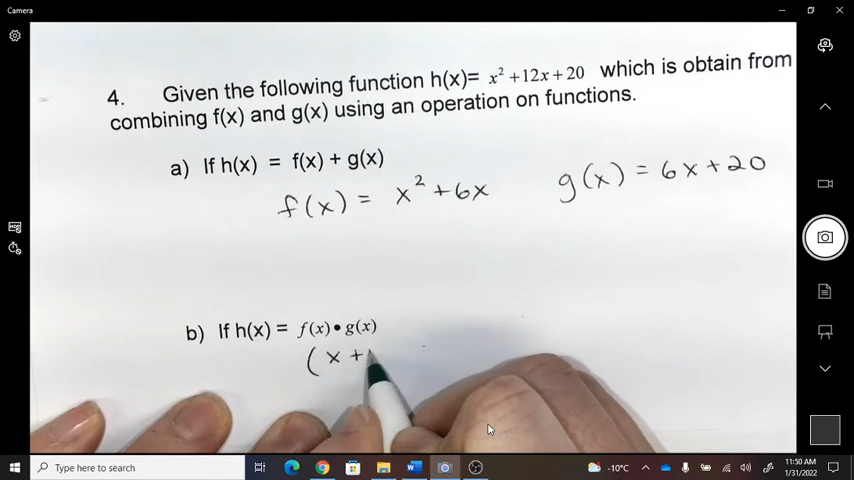 Camera
4. Given the following function h(x)= x² +12x+20 which is obtain from
combining f(x) and g(x) using an operation on functions.
a) If h(x) = f(x) + g(x)
f(x) = x² +6x g(x) = 6x+20
b) If h(x) = f(x)•g(x)
(x +
Type here to search
-10°C
11:50 AM
1/31/2022